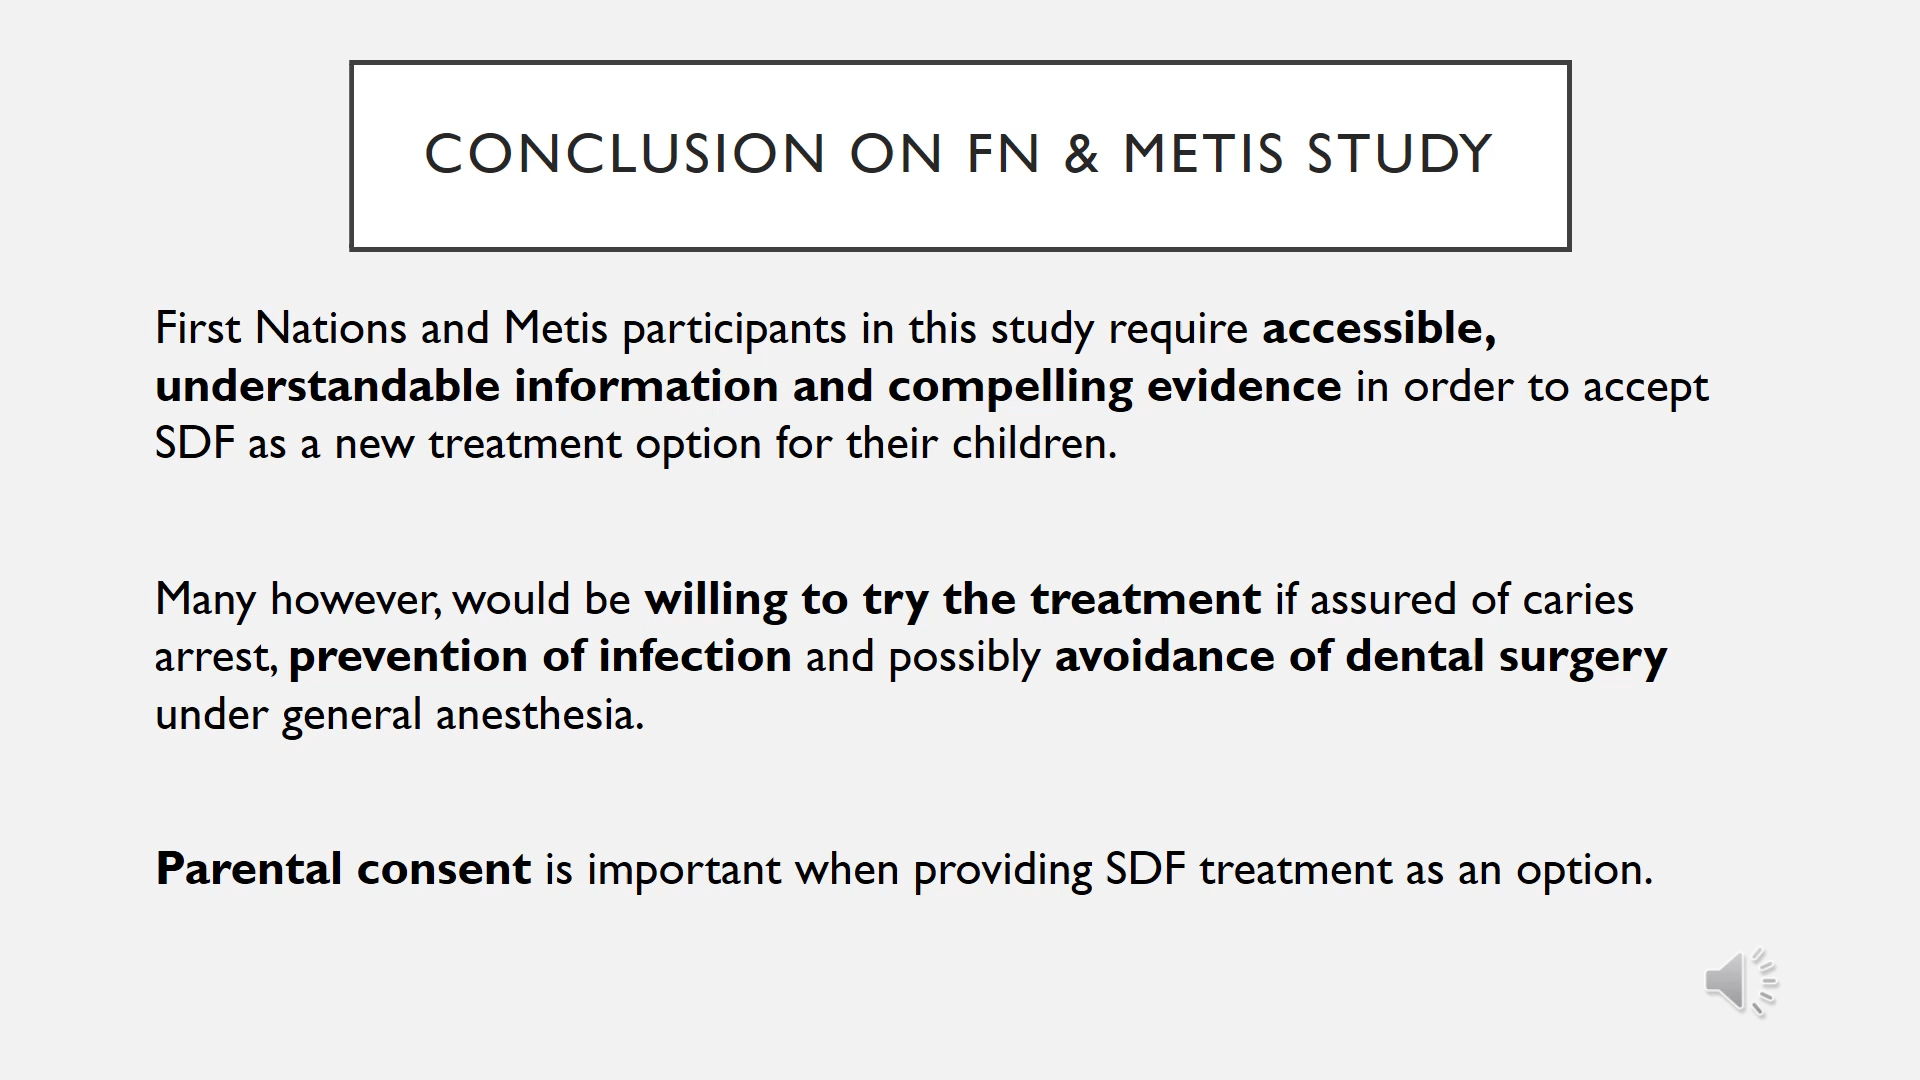 CONCLUSION ON FN & METIS STUDY
First Nations and Metis participants in this study require accessible,
understandable information and compelling evidence in order to accept
SDF as a new treatment option for their children.
Many however, would be willing to try the treatment if assured of caries
arrest, prevention of infection and possibly avoidance of dental surgery
under general anesthesia.
Parental consent is important when providing SDF treatment as an option.